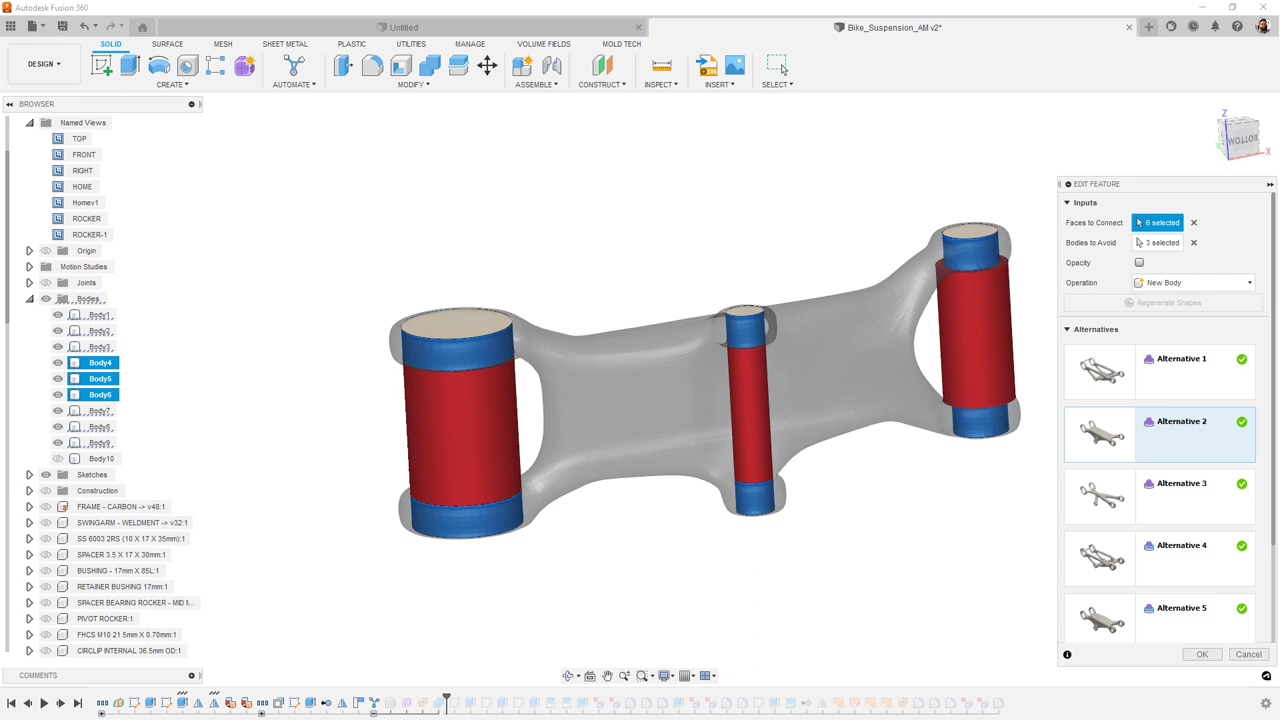 Autodesk Fusion 360
Untitled
Bike_Suspension_AM v2*
SOLID
SURFACE
MESH
SHEET METAL
PLASTIC
UTILITIES
MANAGE
VOLUME FIELDS
MOLD TECH
DESIGN
CREATE
AUTOMATE
MODIFY
ASSEMBLE
CONSTRUCT
INSPECT
INSERT
SELECT
BROWSER
Named Views
TOP
FRONT
RIGHT
HOME
Homev1
ROCKER
ROCKER-1
Origin
Motion Studies
Joints
Bodies
Body1
Body2
Body3
Body4
Body5
Body6
Body7
Body8
Body9
Body10
Sketches
Construction
FRAME - CARBON -> v48:1
SWINGARM - WELDMENT -> v32:1
SS 6003 2RS (10 X 17 X 35mm):1
SPACER 3.5 X 17 X 30mm:1
BUSHING - 17mm X 85L:1
RETAINER BUSHING 17mm:1
SPACER BEARING ROCKER - MID M...
PIVOT ROCKER:1
FHCS M10 21.5mm X 0.70mm:1
CIRCLIP INTERNAL 36.5mm OD:1
COMMENTS
Z
X
BOTTOM
EDIT FEATURE
Inputs
Faces to Connect 6 selected
Bodies to Avoid 3 selected
Opacity
Operation New Body
Regenerate Shapes
Alternatives
Alternative 1
Alternative 2
Alternative 3
Alternative 4
Alternative 5
OK Cancel